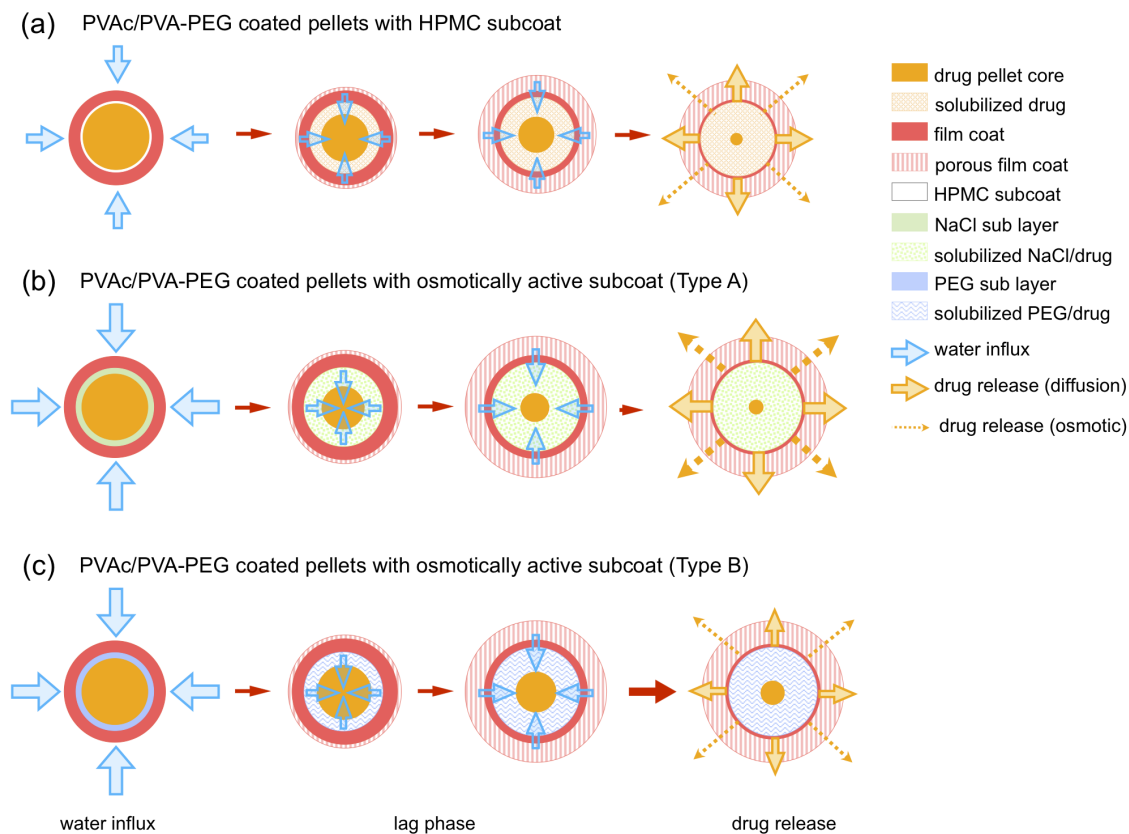 (a) PVAc/PVA-PEG coated pellets with HPMC subcoat
drug pellet core
solubilized drug
film coat
porous film coat
HPMC subcoat
NaCl sub layer
solubilized NaCl/drug
PEG sub layer
solubilized PEG/drug
water influx
drug release (diffusion)
drug release (osmotic)
(b) PVAc/PVA-PEG coated pellets with osmotically active subcoat (Type A)
(c) PVAc/PVA-PEG coated pellets with osmotically active subcoat (Type B)
water influx
lag phase
drug release